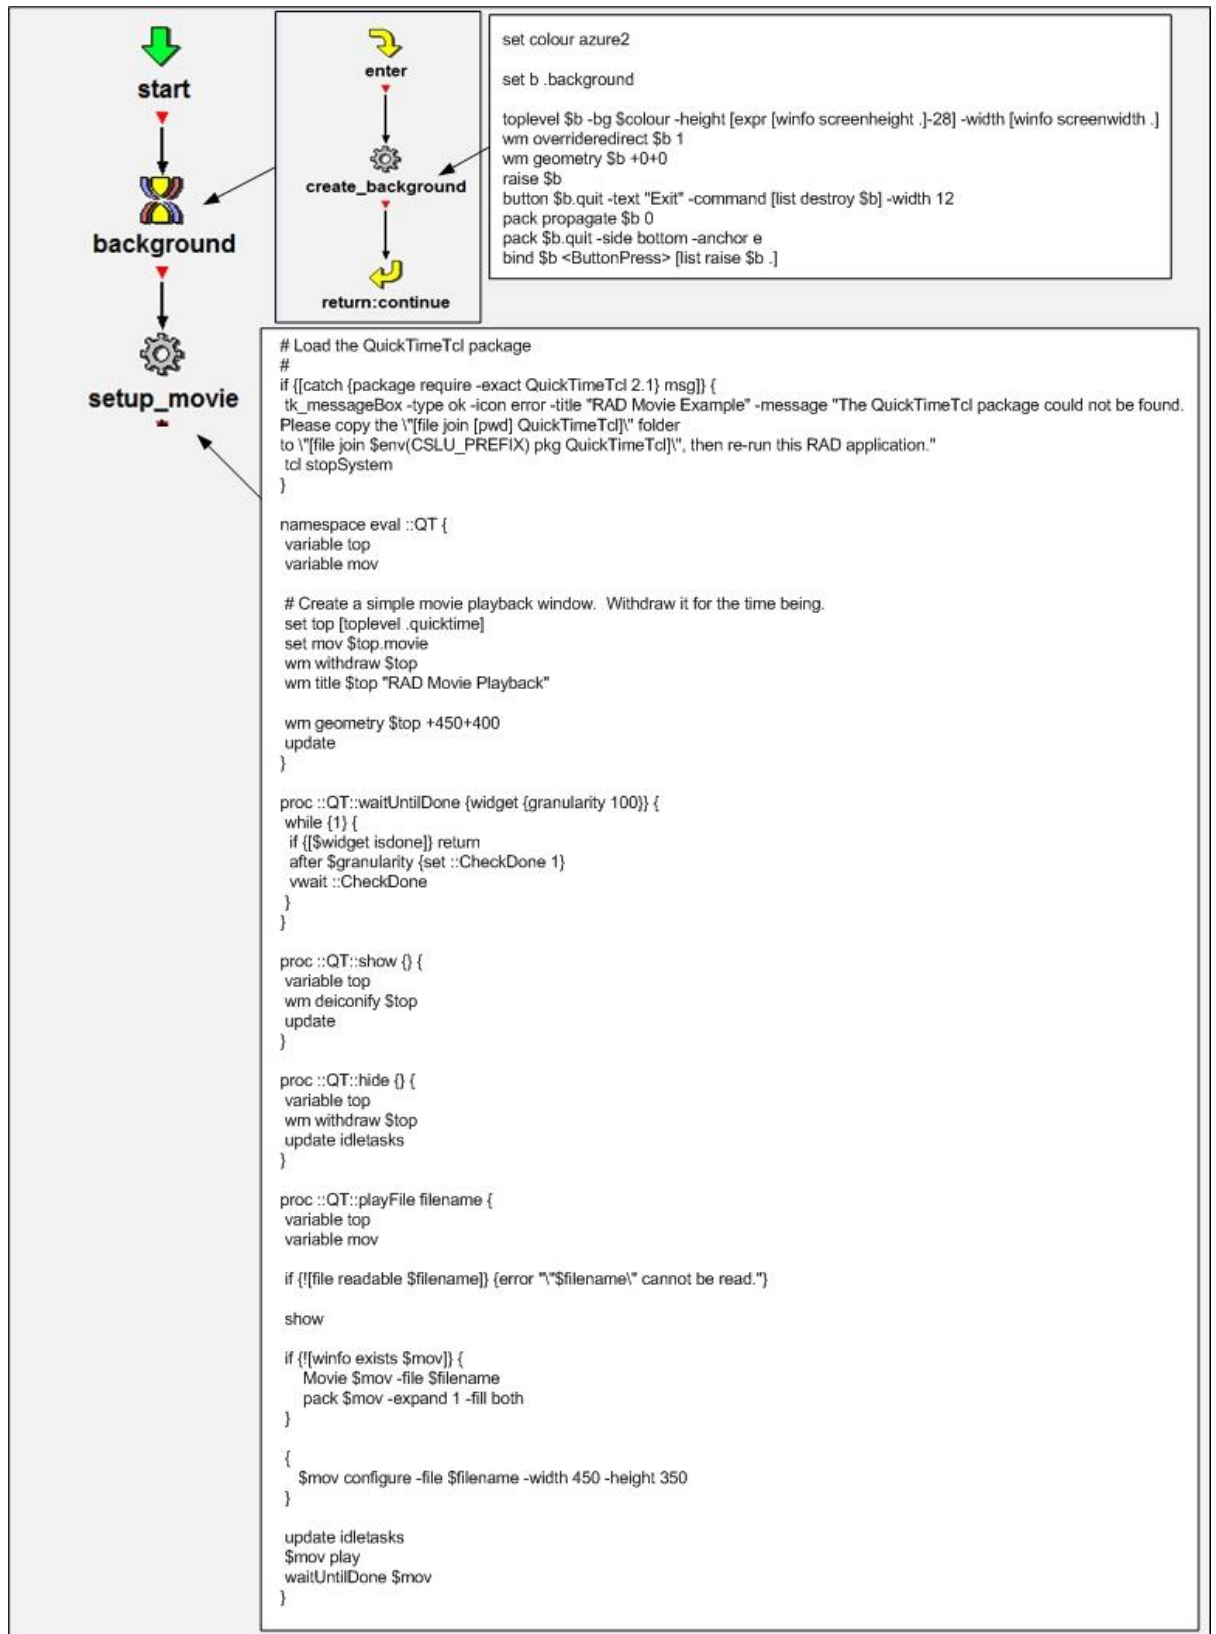 start
background
setup_movie
enter
create_background
return:continue
set colour azure2
set b .background
toplevel $b -bg $colour -height [expr [winfo screenheight .]-28] -width [winfo screenwidth .]
wm overrideredirect $b 1
wm geometry $b +0+0
raise $b
button $b.quit -text "Exit" -command [list destroy $b] -width 12
pack propagate $b 0
pack $b.quit -side bottom -anchor e
bind $b <ButtonPress> [list raise $b .]
# Load the QuickTimeTcl package
#
if {[catch {package require -exact QuickTimeTcl 2.1} msg]} {
tk_messageBox -type ok -icon error -title "RAD Movie Example" -message "The QuickTimeTcl package could not be found.
Please copy the \"[file join [pwd] QuickTimeTcl]\" folder
to \"[file join $env(CSLU_PREFIX) pkg QuickTimeTcl]\", then re-run this RAD application."
tcl stopSystem
}
namespace eval ::QT {
variable top
variable mov
# Create a simple movie playback window.  Withdraw it for the time being.
set top [toplevel .quicktime]
set mov $top.movie
wm withdraw $top
wm title $top "RAD Movie Playback"
wm geometry $top +450+400
update
}
proc ::QT::waitUntilDone {widget {granularity 100}} {
while {1} {
if {[$widget isdone]} return
after $granularity {set ::CheckDone 1}
vwait ::CheckDone
}
}
proc ::QT::show {} {
variable top
wm deiconify $top
update
}
proc ::QT::hide {} {
variable top
wm withdraw $top
update idletasks
}
proc ::QT::playFile filename {
variable top
variable mov
if {![file readable $filename]} {error "\"$filename\" cannot be read."}
show
if {![winfo exists $mov]} {
Movie $mov -file $filename
pack $mov -expand 1 -fill both
}
{
$mov configure -file $filename -width 450 -height 350
}
update idletasks
$mov play
waitUntilDone $mov
}